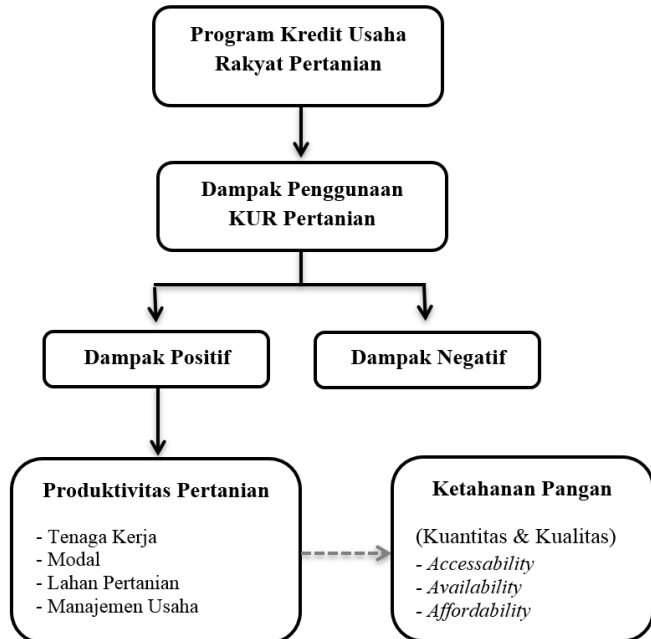 Program Kredit Usaha
Rakyat Pertanian
Dampak Penggunaan
KUR Pertanian
Dampak Positif
Dampak Negatif
Produktivitas Pertanian
- Tenaga Kerja
- Modal
- Lahan Pertanian
- Manajemen Usaha
Ketahanan Pangan
(Kuantitas & Kualitas)
- Accessability
- Availability
- Affordability